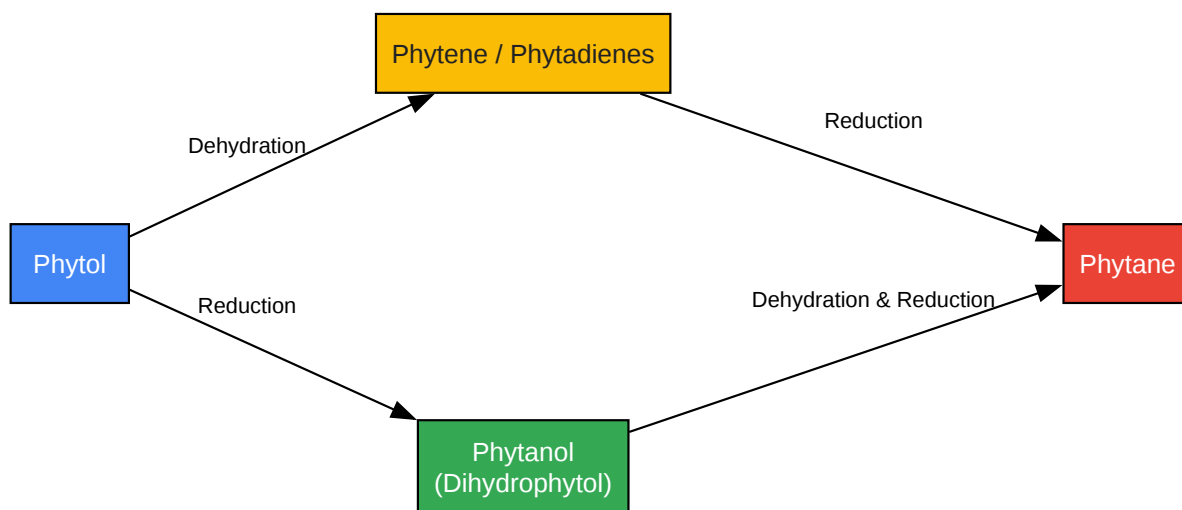 Phytene / Phytadienes
Reduction
Dehydration
Phytol
Phytane
Reduction
Dehydration & Reduction
Phytanol
(Dihydrophytol)